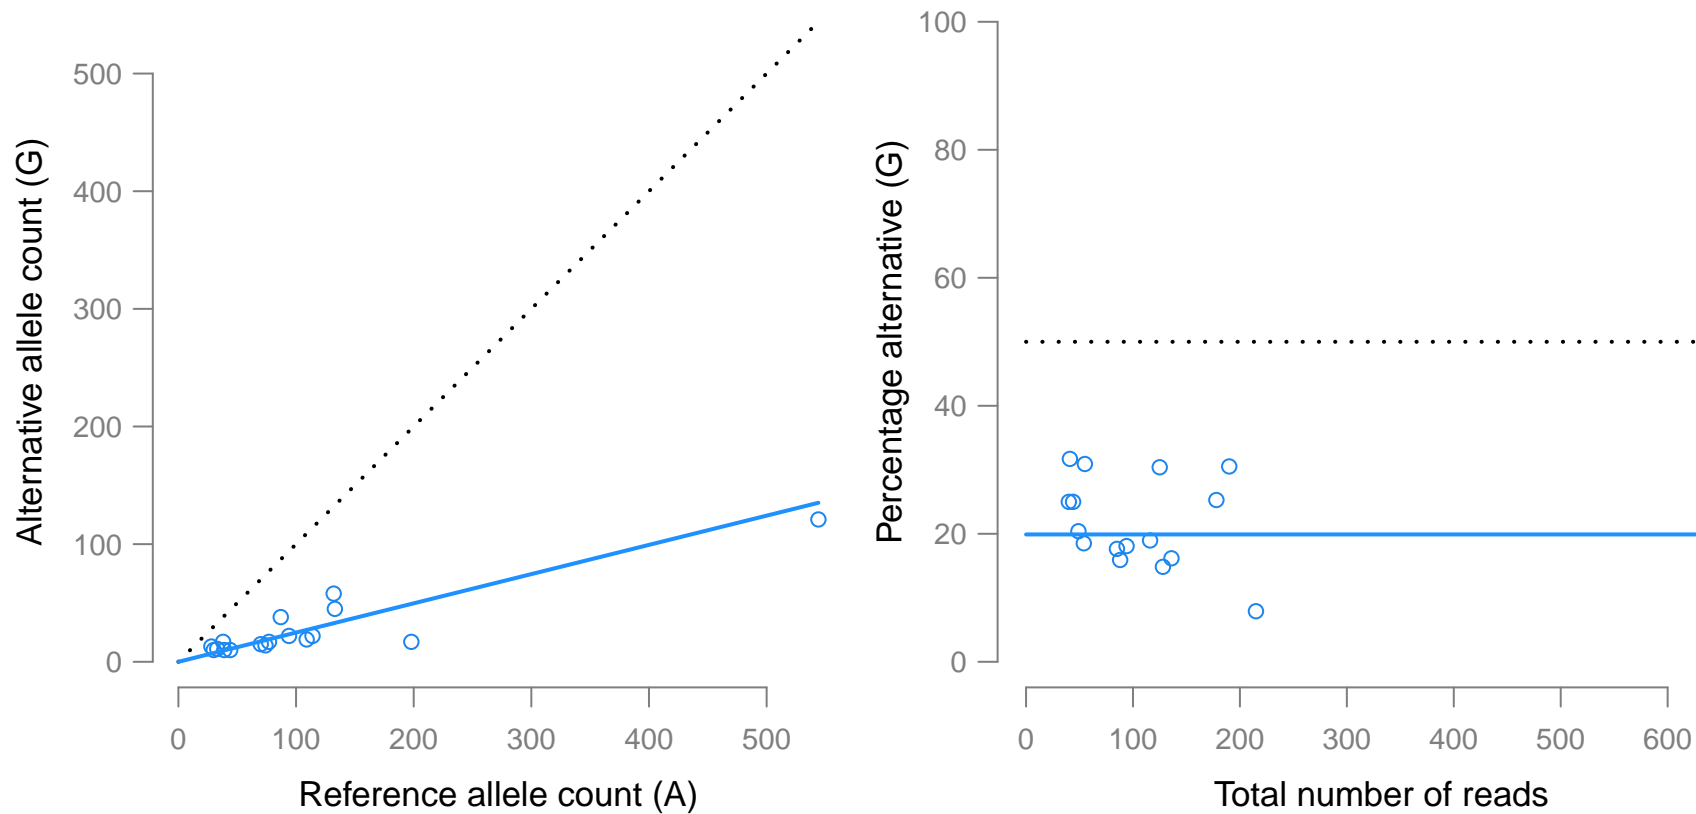 Alternative allele count (G)
500
400
300
200
100
0
0 100 200 300 400 500
Reference allele count (A)
Percentage alternative (G)
100
80
60
40
20
0
0 100 200 300 400 500 600
Total number of reads